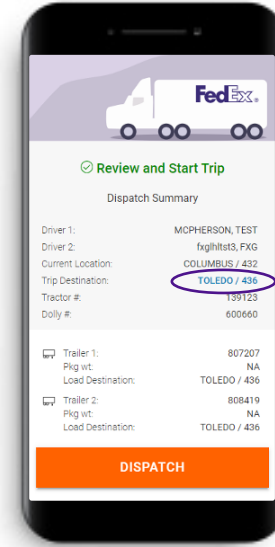 FedEx.
Review and Start Trip
Dispatch Summary
Driver 1: MCPHERSON, TEST
Driver 2: fxglhltst3, FXG
Current Location: COLUMBUS / 432
Trip Destination: TOLEDO / 436
Tractor #: 139123
Dolly #: 600660
Trailer 1: 807207
Pkg wt: NA
Load Destination: TOLEDO / 436
Trailer 2: 808419
Pkg wt: NA
Load Destination: TOLEDO / 436
DISPATCH